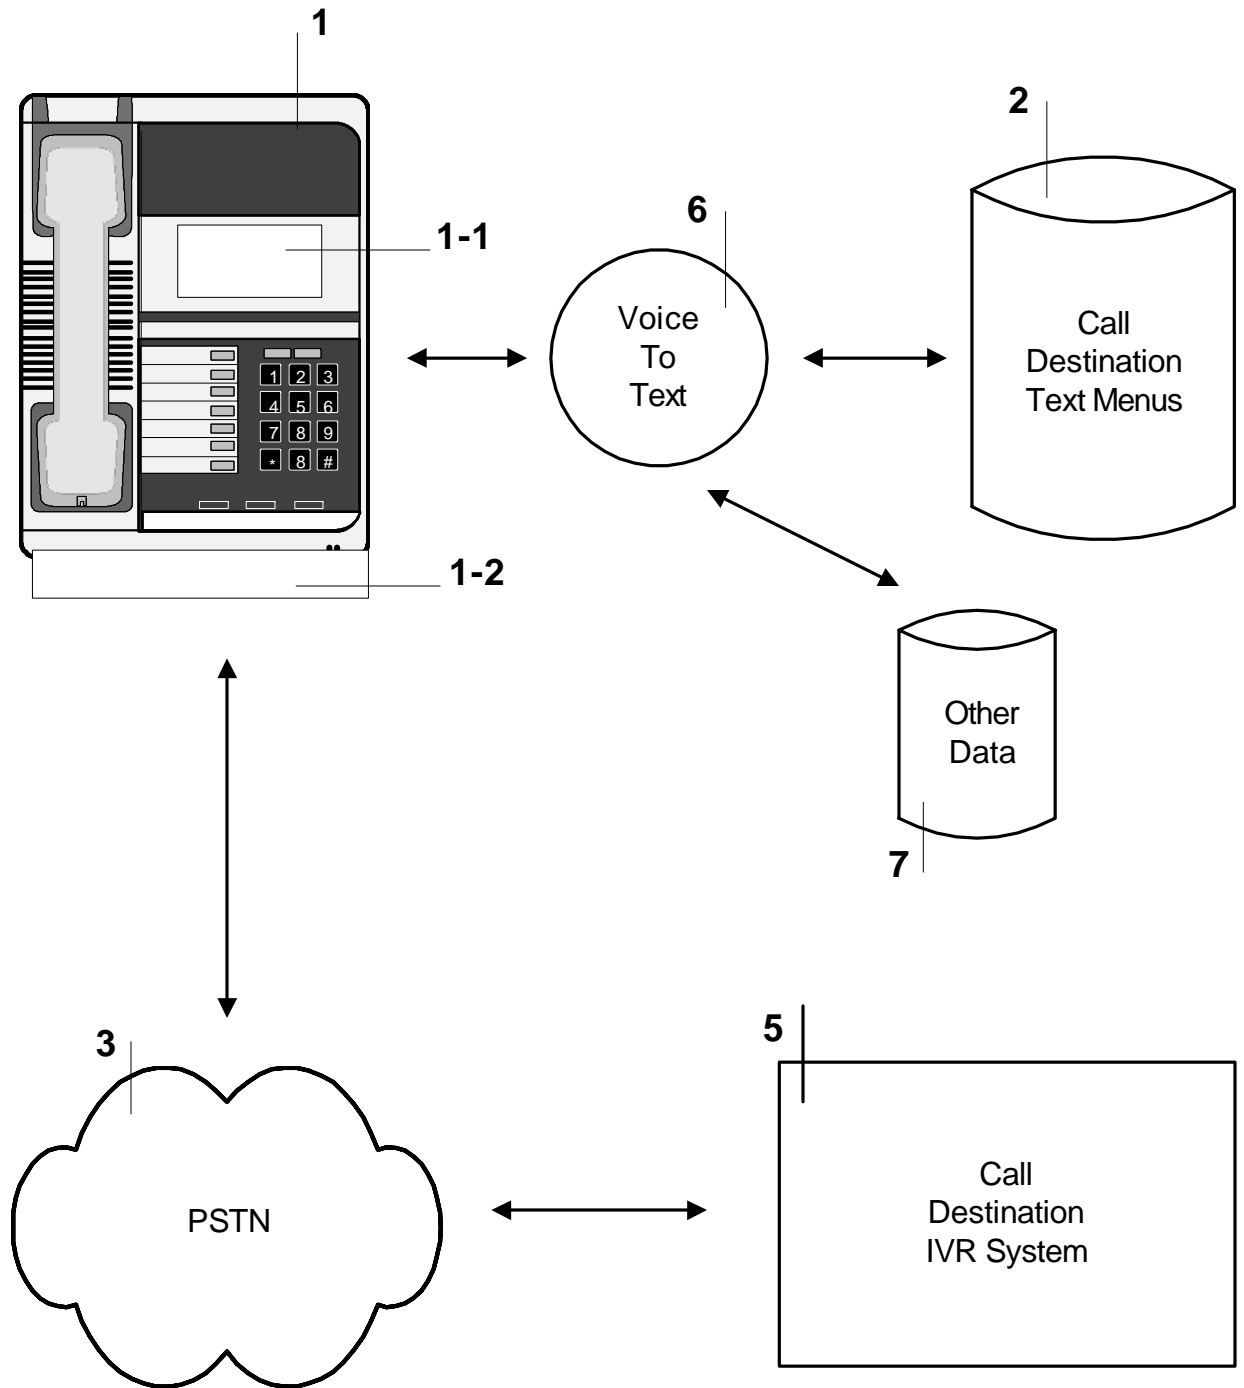 1
2
6
1-1
Voice
To
Text
Call
Destination
Text Menus
1 2 3
4 5 6
7 8 9
* 8 #
1-2
Other
Data
7
3
5
PSTN
Call
Destination
IVR System